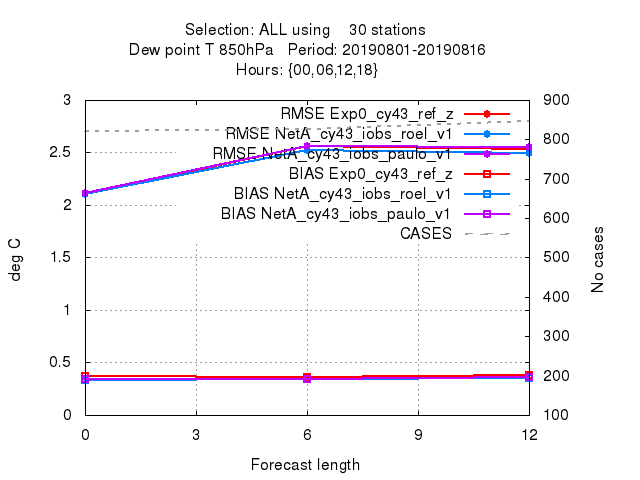 Selection: ALL using 30 stations
Dew point T 850hPa Period: 20190801-20190816
Hours: {00,06,12,18}
RMSE Exp0_cy43_ref_z
RMSE NetA_cy43_iobs_roel_v1
RMSE NetA_cy43_iobs_paulo_v1
BIAS Exp0_cy43_ref_z
BIAS NetA_cy43_iobs_roel_v1
BIAS NetA_cy43_iobs_paulo_v1
CASES
3
2.5
2
1.5
1
0.5
0
deg C
900
800
700
600
500
400
300
200
100
No cases
0 3 6 9 12
Forecast length